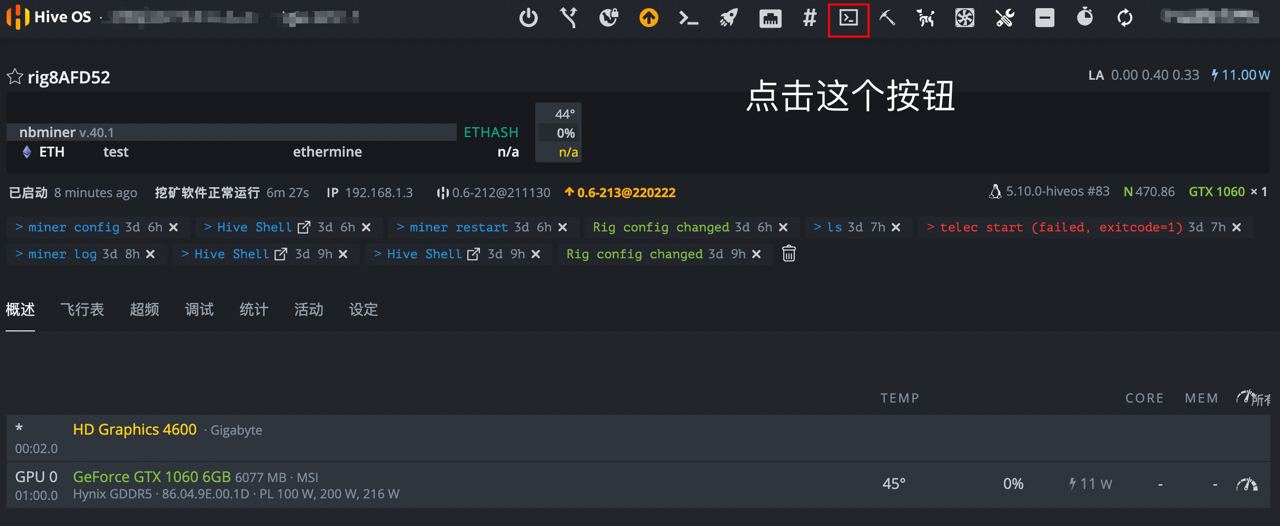 Hive OS
#
rig8AFD52
LA 0.00 0.40 0.33 11.00 W
点击这个按钮
44°
nbminer v.40.1 ETHASH 0%
ETH test ethermine n/a n/a
已启动 8 minutes ago 挖矿软件正常运行 6m 27s IP 192.168.1.3 0.6-212@211130 0.6-213@220222 5.10.0-hiveos #83 N 470.86 GTX 1060 × 1
> miner config 3d 6h × > Hive Shell 3d 6h × > miner restart 3d 6h × Rig config changed 3d 6h × > ls 3d 7h × > telec start (failed, exitcode=1) 3d 7h ×
> miner log 3d 8h × > Hive Shell 3d 9h × > Hive Shell 3d 9h × Rig config changed 3d 9h ×
概述 飞行表 超频 调试 统计 活动 设定
TEMP CORE MEM 所有
* HD Graphics 4600 · Gigabyte
00:02.0
GPU 0 GeForce GTX 1060 6GB 6077 MB · MSI
01:00.0 Hynix GDDR5 · 86.04.9E.00.1D · PL 100 W, 200 W, 216 W
45° 0% 11 W - -